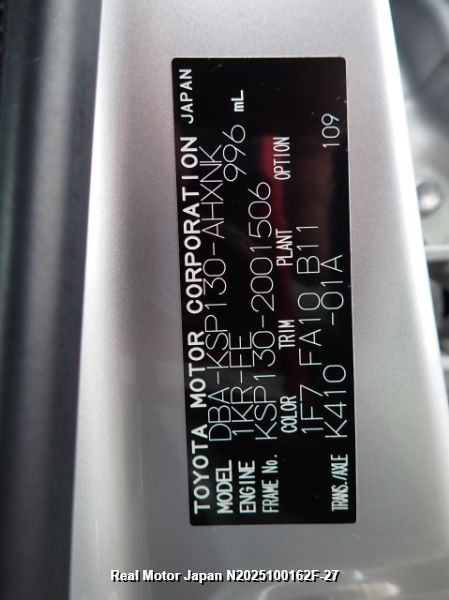 TOYOTA MOTOR CORPORATION JAPAN
MODEL DBA-KSP130-AHXNK
ENGINE 1KR-FE 996 mL
FRAME No. KSP130-2001506
COLOR TRIM PLANT OPTION
1F7 FA10 B11 109
TRANS./AXLE K410 -01A
Real Motor Japan N2025100162F-27